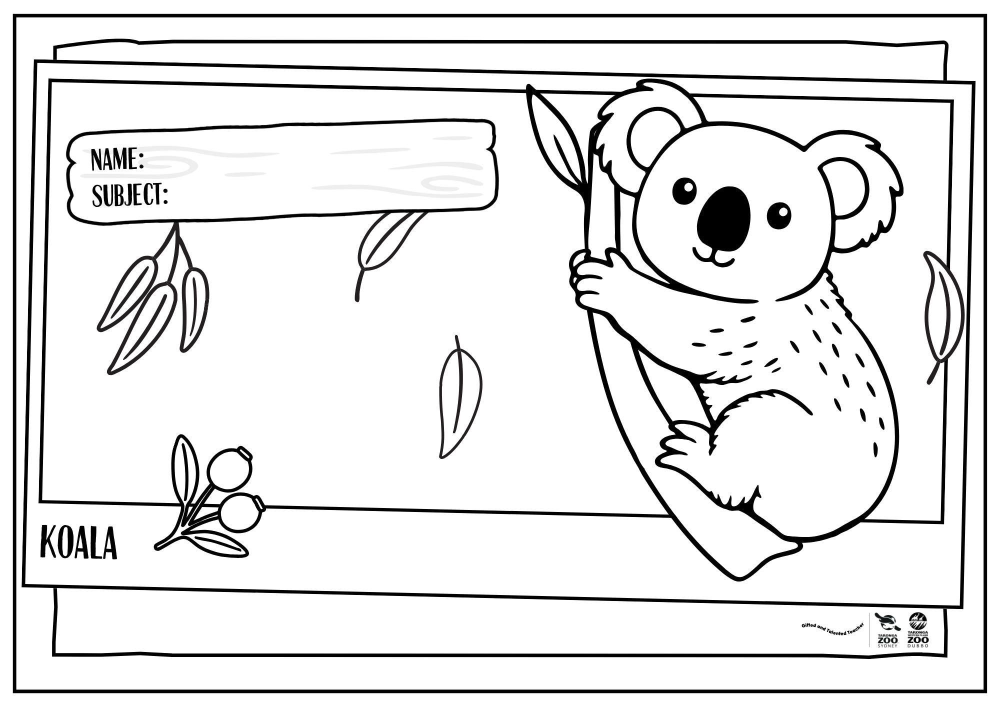 NAME:
SUBJECT:
KOALA
Gifted and Talented Teacher
TARONGA
ZOO
SYDNEY
TARONGA
WESTERN PLAINS
ZOO
DUBBO